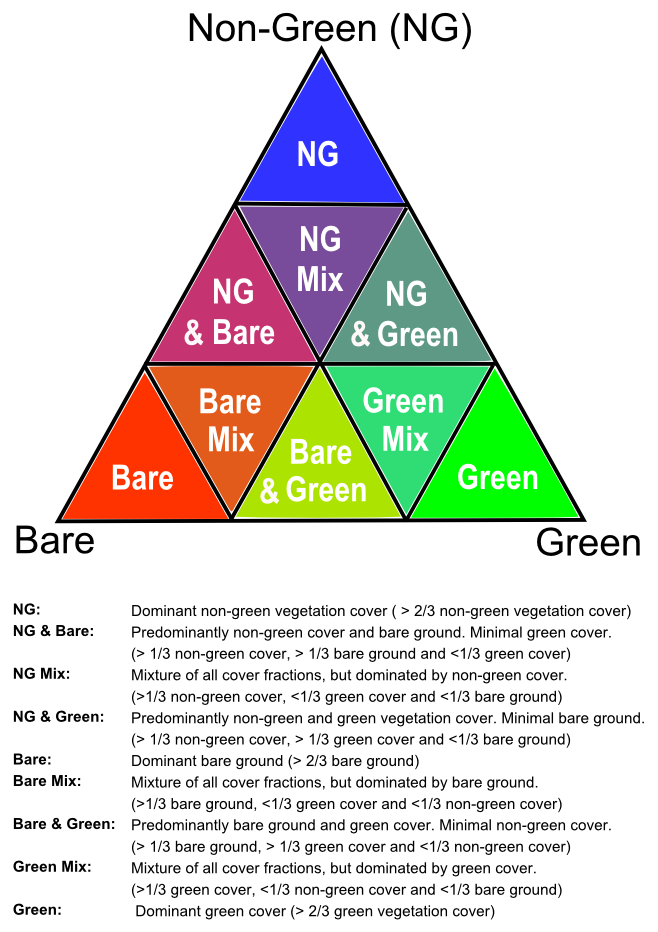 Non-Green (NG)
NG
NG
Mix
NG
& Bare
NG
& Green
Bare
Mix
Green
Mix
Bare
Bare
& Green
Green
Bare
Green
NG: Dominant non-green vegetation cover ( > 2/3 non-green vegetation cover)
NG & Bare: Predominantly non-green cover and bare ground. Minimal green cover.
(> 1/3 non-green cover, > 1/3 bare ground and <1/3 green cover)
NG Mix: Mixture of all cover fractions, but dominated by non-green cover.
(>1/3 non-green cover, <1/3 green cover and <1/3 bare ground)
NG & Green: Predominantly non-green and green vegetation cover. Minimal bare ground.
(> 1/3 non-green cover, > 1/3 green cover and <1/3 bare ground)
Bare: Dominant bare ground (> 2/3 bare ground)
Bare Mix: Mixture of all cover fractions, but dominated by bare ground.
(>1/3 bare ground, <1/3 green cover and <1/3 non-green cover)
Bare & Green: Predominantly bare ground and green cover. Minimal non-green cover.
(> 1/3 bare ground, > 1/3 green cover and <1/3 non-green cover)
Green Mix: Mixture of all cover fractions, but dominated by green cover.
(>1/3 green cover, <1/3 non-green cover and <1/3 bare ground)
Green: Dominant green cover (> 2/3 green vegetation cover)